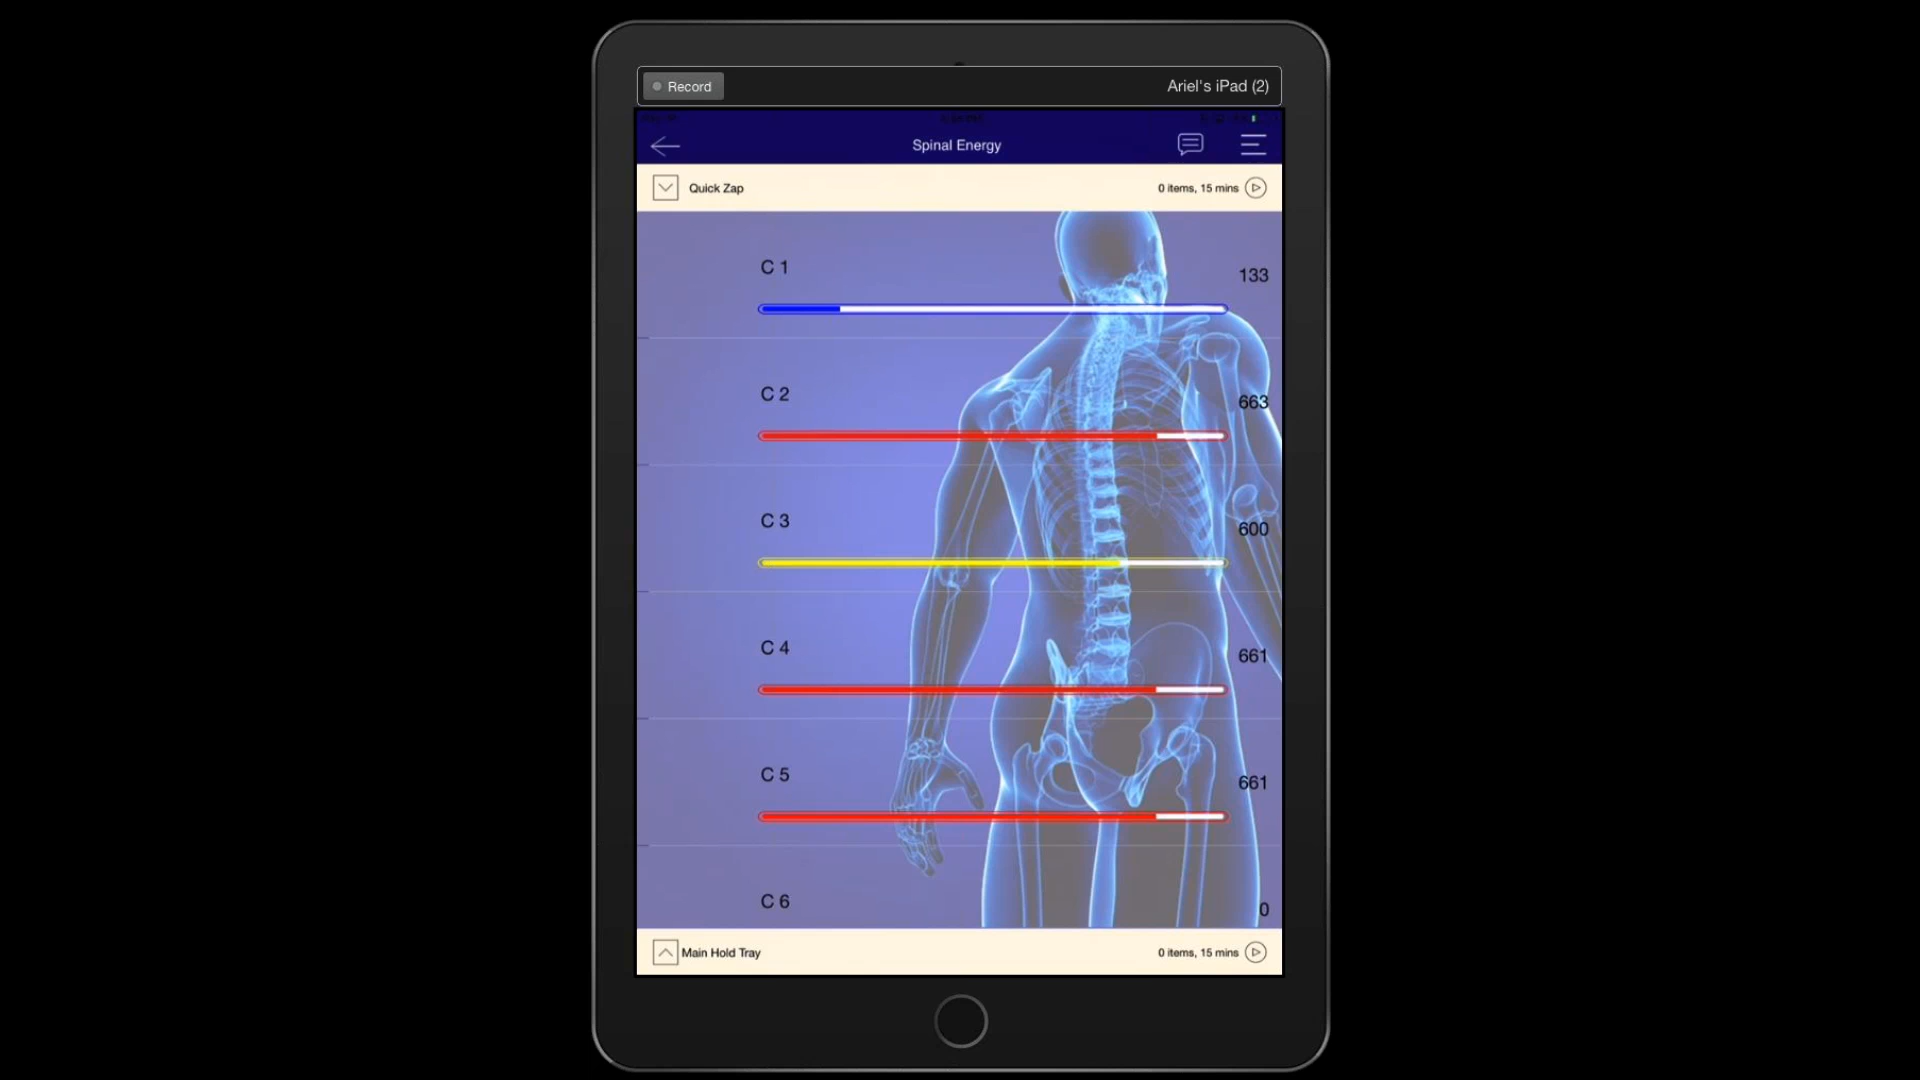 Record
Ariel's iPad (2)
Spinal Energy
Quick Zap
0 items, 15 mins
C 1
133
C 2
663
C 3
600
C 4
661
C 5
661
C 6
0
Main Hold Tray
0 items, 15 mins